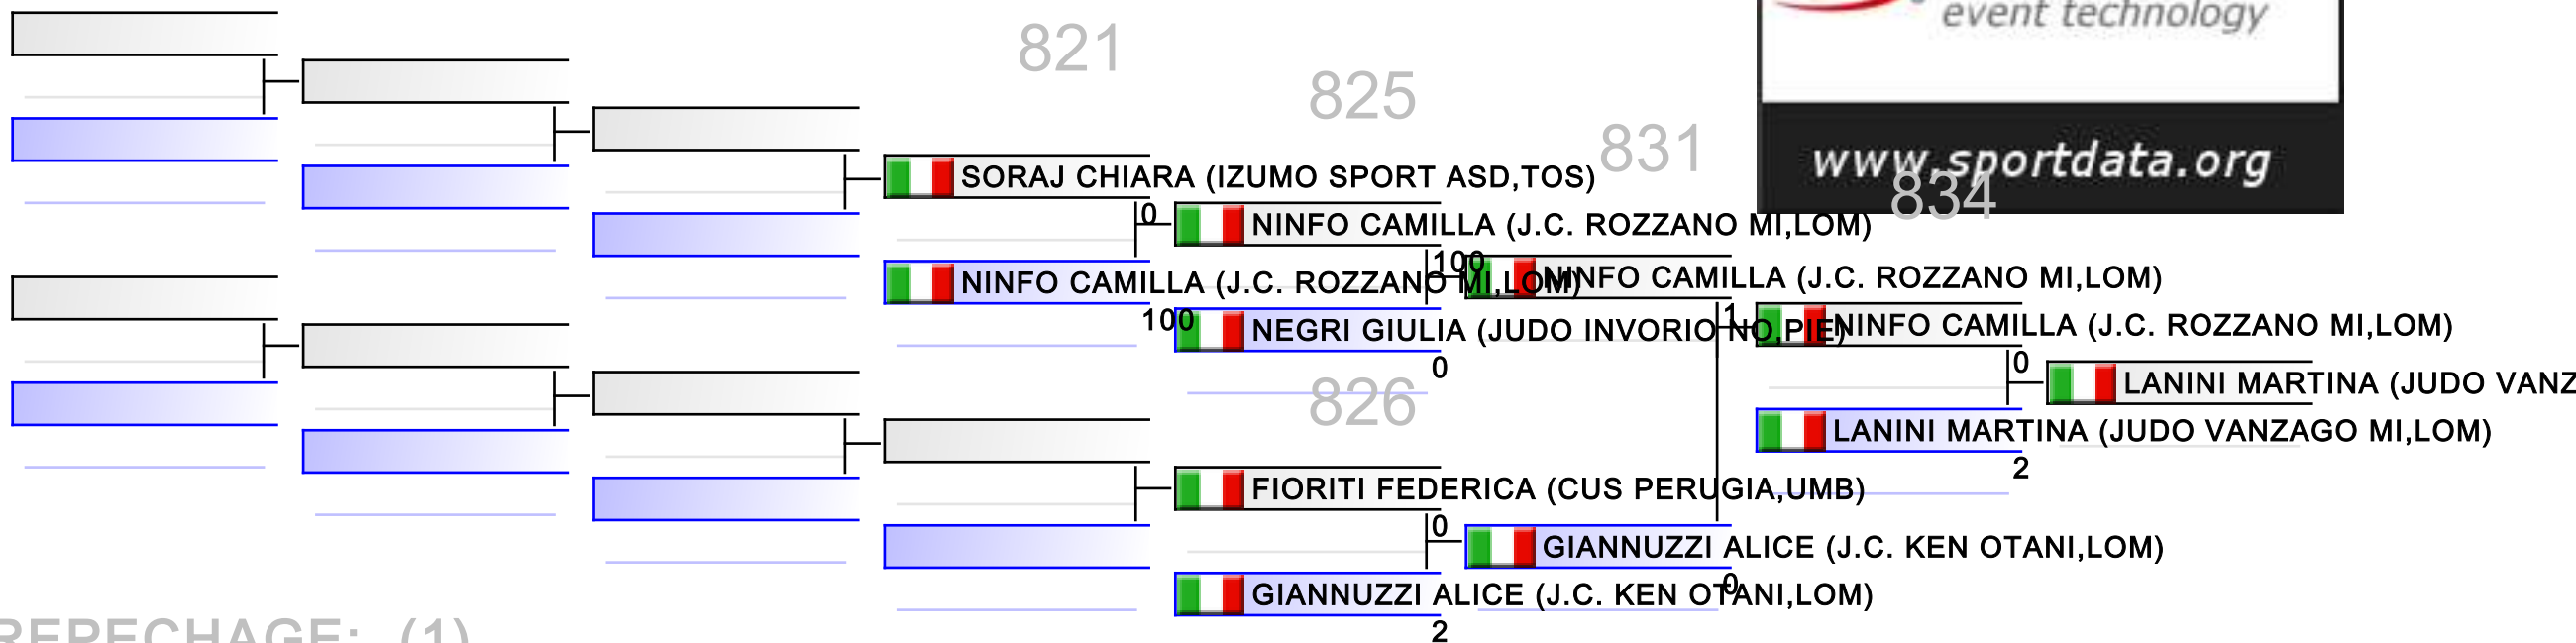 event technology
www.sportdata.org
821
825
831
834
SORAJ CHIARA (IZUMO SPORT ASD,TOS)
0
NINFO CAMILLA (J.C. ROZZANO MI,LOM)
100
NINFO CAMILLA (J.C. ROZZANO MI,LOM)
NINFO CAMILLA (J.C. ROZZANO MI,LOM)
100
NEGRI GIULIA (JUDO INVORIO NO,PIE)
0
1
NINFO CAMILLA (J.C. ROZZANO MI,LOM)
0
LANINI MARTINA (JUDO VANZ
LANINI MARTINA (JUDO VANZAGO MI,LOM)
2
826
FIORITI FEDERICA (CUS PERUGIA,UMB)
0
GIANNUZZI ALICE (J.C. KEN OTANI,LOM)
0
GIANNUZZI ALICE (J.C. KEN OTANI,LOM)
2
REPECHAGE: (1)